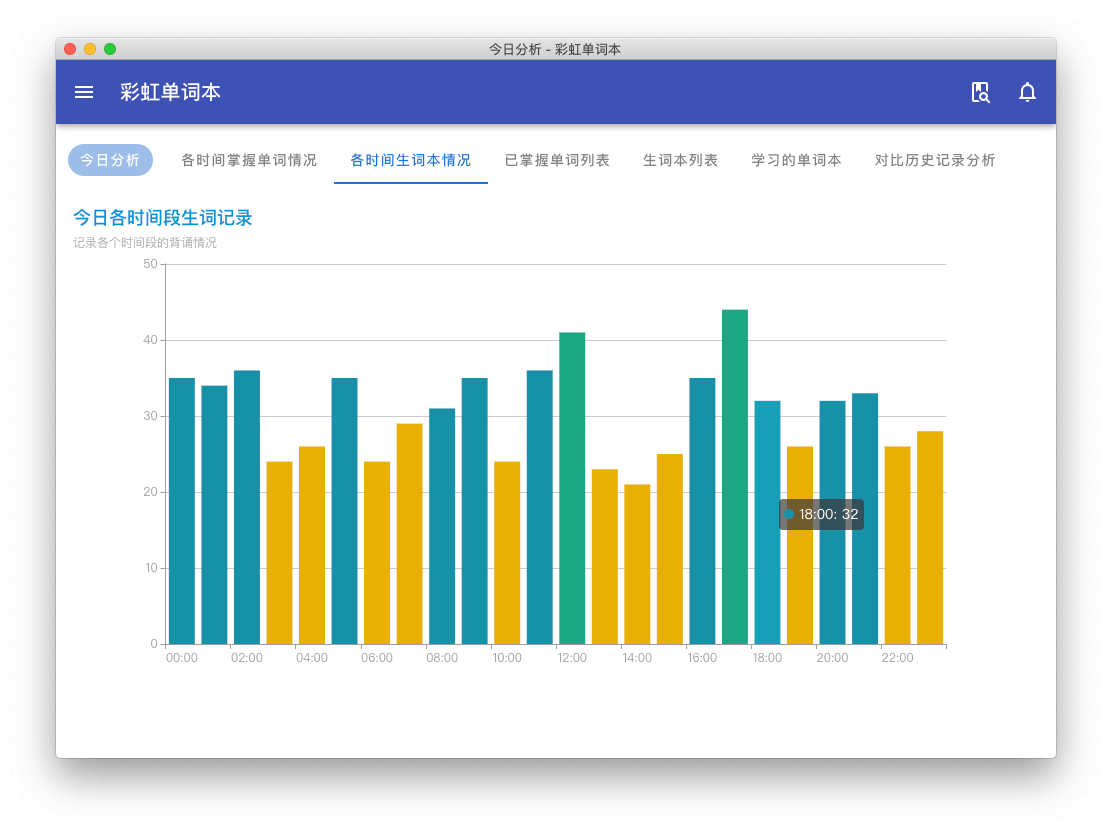 今日分析 - 彩虹单词本
彩虹单词本
今日分析 各时间掌握单词情况 各时间生词本情况 已掌握单词列表 生词本列表 学习的单词本 对比历史记录分析
今日各时间段生词记录
记录各个时间段的背诵情况
50
40
30
20
18:00: 32
10
0
00:00 02:00 04:00 06:00 08:00 10:00 12:00 14:00 16:00 18:00 20:00 22:00